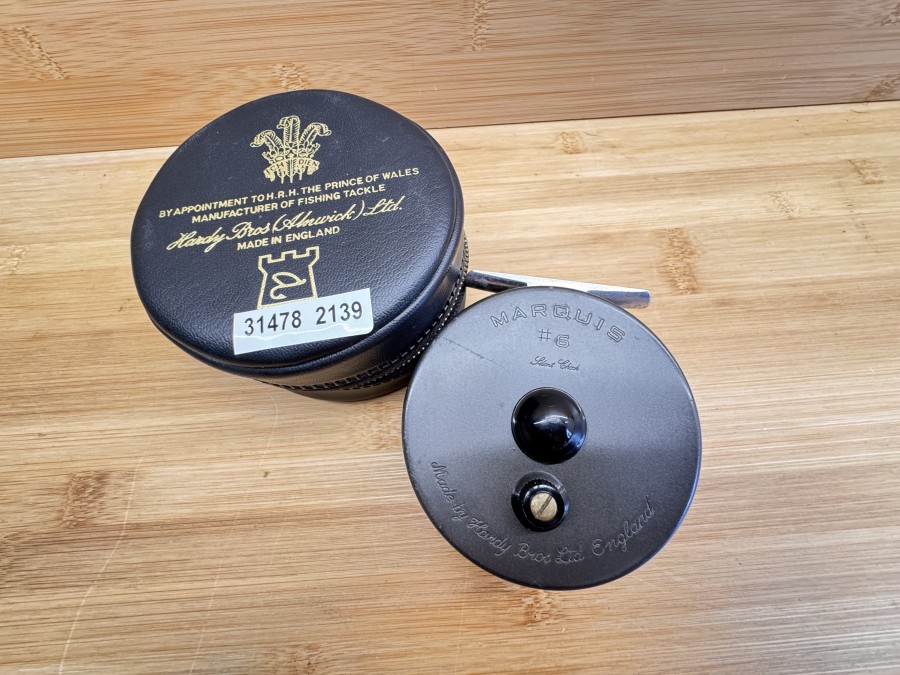 BY APPOINTMENT TO H.R.H. THE PRINCE OF WALES
MANUFACTURER OF FISHING TACKLE
Hardy Bros (Alnwick) Ltd.
MADE IN ENGLAND
a
31478 2139
MARQUIS
#6
Silent Check
Made by Hardy Bros Ltd England